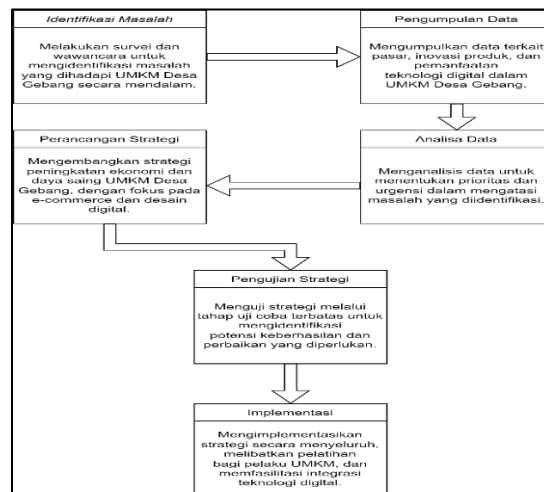 Identifikasi Masalah
Melakukan survei dan
wawancara untuk
mengidentifikasi masalah
yang dihadapi UMKM Desa
Gebang secara mendalam.
Pengumpulan Data
Mengumpulkan data terkait
pasar, inovasi produk, dan
pemanfaatan
teknologi digital dalam
UMKM Desa Gebang.
Analisa Data
Menganalisis data untuk
menentukan prioritas dan
urgensi dalam mengatasi
masalah yang diidentifikasi.
Perancangan Strategi
Mengembangkan strategi
peningkatan ekonomi dan
daya saing UMKM Desa
Gebang, dengan fokus pada
e-commerce dan desain
digital.
Pengujian Strategi
Menguji strategi melalui
tahap uji coba terbatas untuk
mengidentifikasi
potensi keberhasilan dan
perbaikan yang diperlukan.
Implementasi
Mengimplementasikan
strategi secara menyeluruh,
melibatkan pelatihan
bagi pelaku UMKM, dan
memfasilitasi integrasi
teknologi digital.